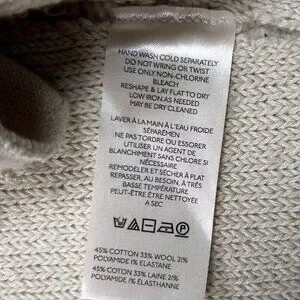 HAND WASH COLD SEPARATELY
DO NOT WRING OR TWIST
USE ONLY NON-CHLORINE
BLEACH
RESHAPE & LAY FLAT TO DRY
LOW IRON AS NEEDED
MAY BE DRY CLEANED
LAVER À LA MAIN À L'EAU FROIDE
SÉPARÉMEN
NE PAS TORDRE OU ESSORER
UTILISER UN AGENT DE
BLANCHIMENT SANS CHLORE SI
NÉCESSAIRE
REMODELER ET SÉCHER À PLAT
REPASSER, AU BESOIN, À TRÈS
BASSE TEMPÉRATURE
PEUT ÉTRE NETTOYÉE
A SEC
45% COTTON 33% WOOL 21%
POLYAMIDE 1% ELASTANE
45% COTON 33% LAINE 21%
POLYAMIDE 1% ELASTHANNE